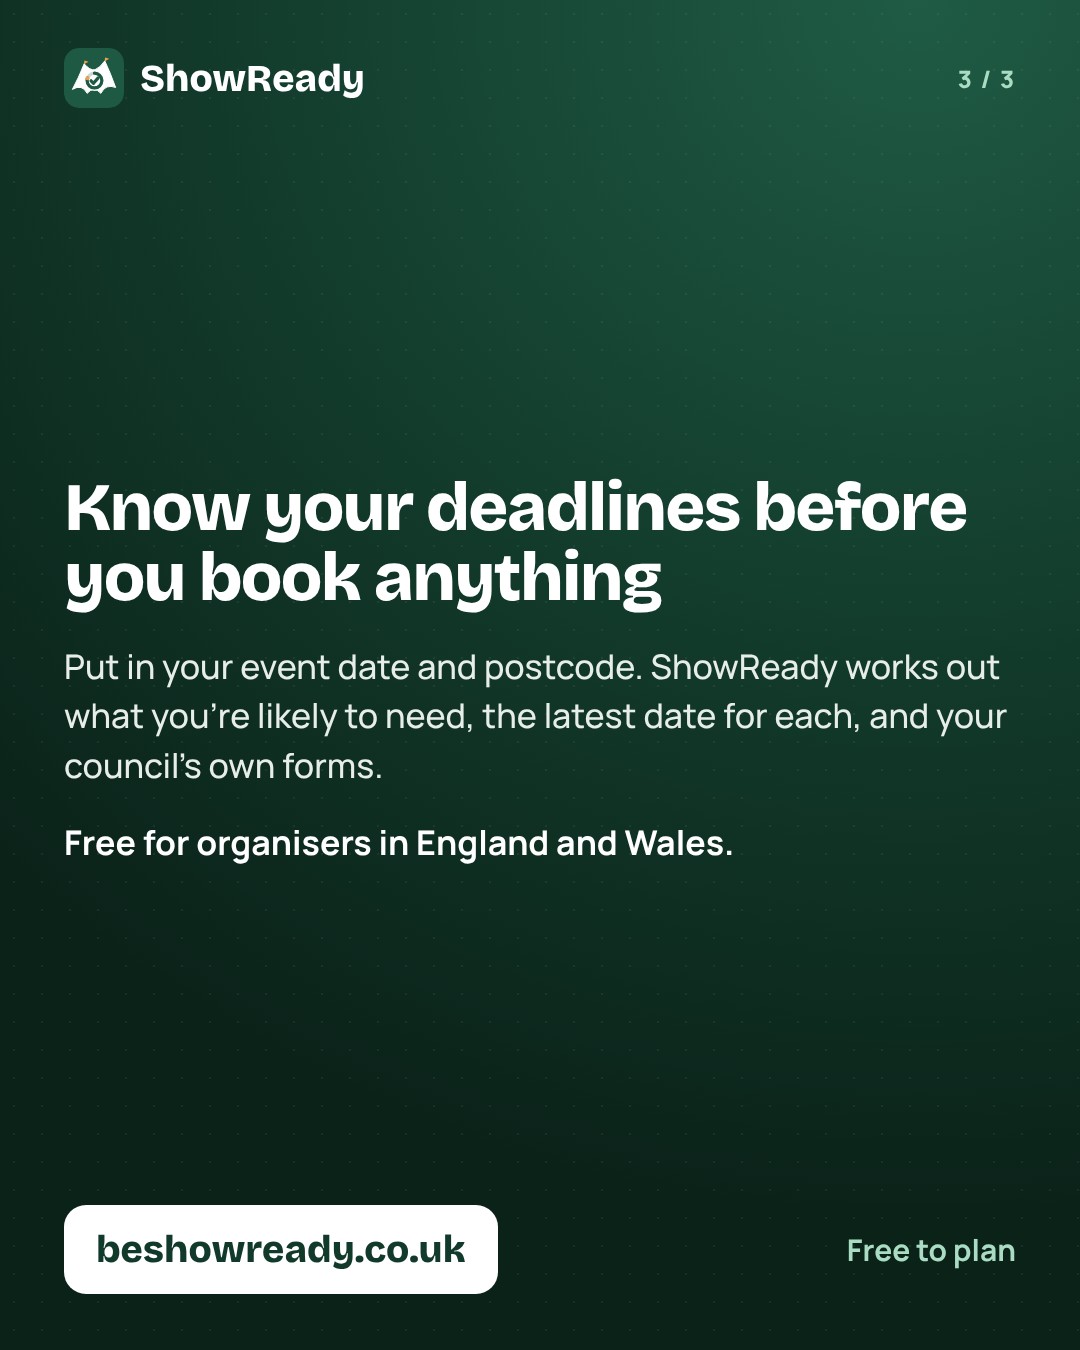 ShowReady
3 / 3
Know your deadlines before
you book anything
Put in your event date and postcode. ShowReady works out
what you’re likely to need, the latest date for each, and your
council’s own forms.
Free for organisers in England and Wales.
beshowready.co.uk
Free to plan